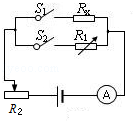 S₁ Rₓ
S₂ R₁
R₂ A